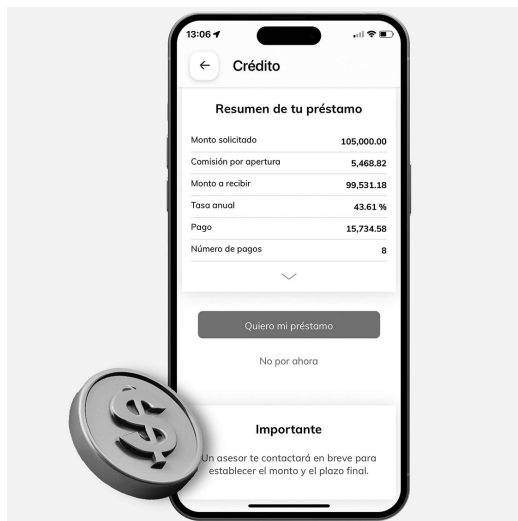 13:06
Crédito
Resumen de tu préstamo
Monto solicitado 105,000.00
Comisión por apertura 5,468.82
Monto a recibir 99,531.18
Tasa anual 43.61 %
Pago 15,734.58
Número de pagos 8
Quiero mi préstamo
No por ahora
Importante
Un asesor te contactará en breve para
establecer el monto y el plazo final.
$